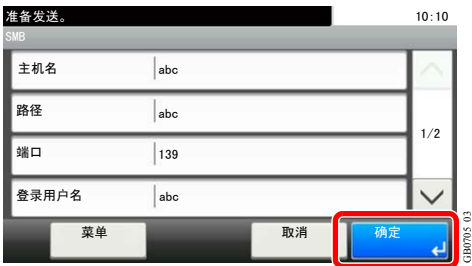 准备发送。 10:10
SMB
主机名 abc
路径 abc
1/2
端口 139
登录用户名 abc
菜单 取消 确定
GB0705_03